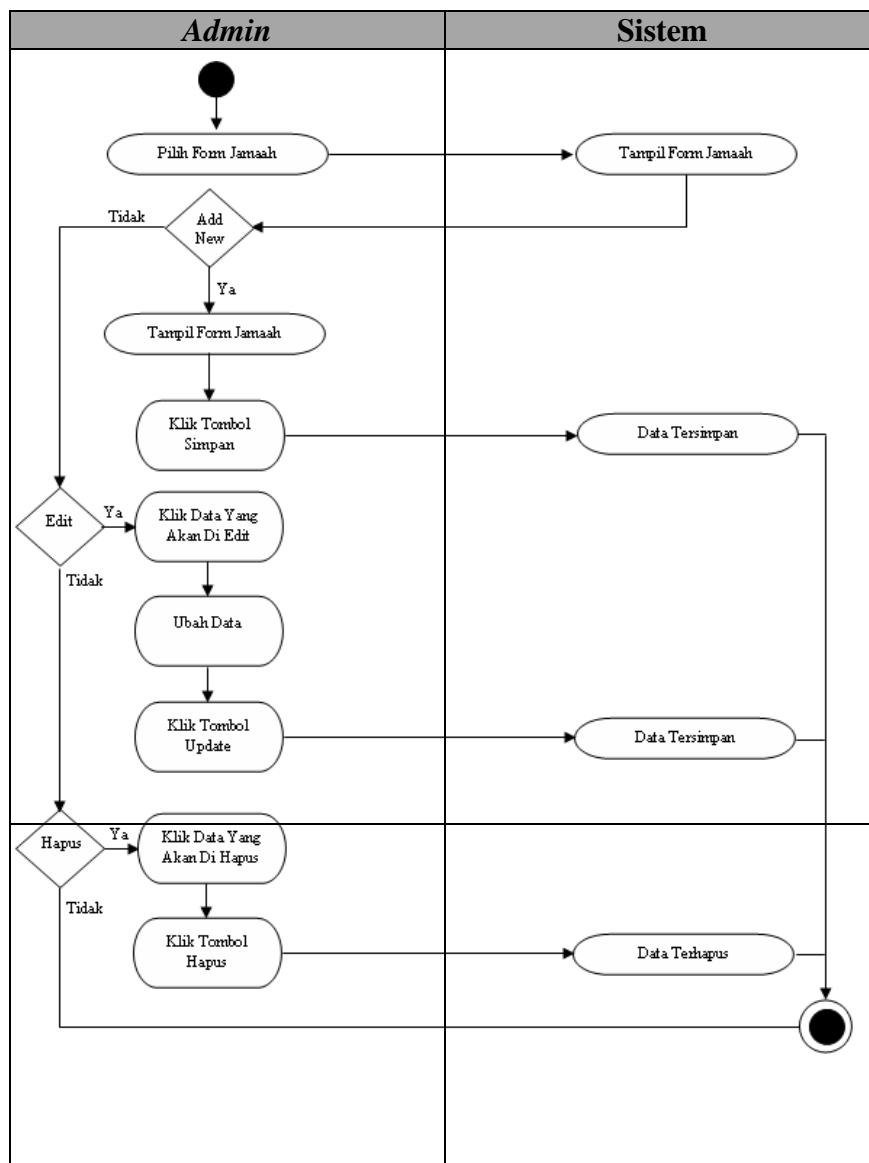 Admin
Sistem
Pilih Form Jamaah
Tampil Form Jamaah
Tidak
Add
New
Ya
Tampil Form Jamaah
Klik Tombol
Simpan
Data Tersimpan
Edit
Ya
Klik Data Yang
Akan Di Edit
Tidak
Ubah Data
Klik Tombol
Update
Data Tersimpan
Hapus
Ya
Klik Data Yang
Akan Di Hapus
Tidak
Klik Tombol
Hapus
Data Terhapus